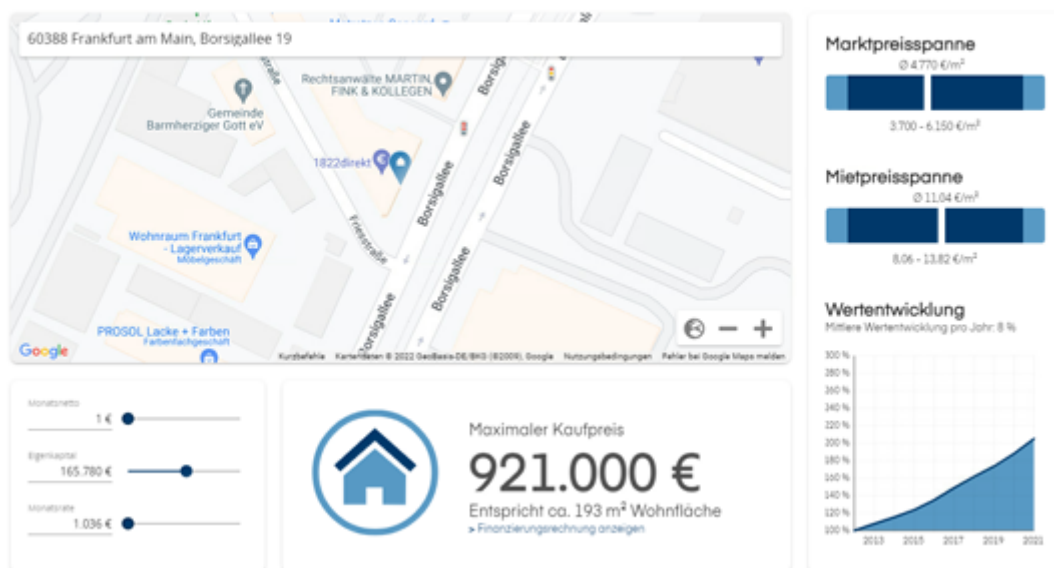 60388 Frankfurt am Main, Borsigallee 19
Rechtsanwälte MARTIN,
FINK & KOLLEGEN
Gemeinde
Barmherziger Gott eV
1822direkt
Borsigallee
Borsigallee
Borsigallee
Borsigallee
Friesstraße
Wohnraum Frankfurt
- Lagerverkauf
Möbelgeschäft
PROSOL Lacke + Farben
Farbenfachgeschäft
Google
Kurzbefehle Kartendaten © 2022 GeoBasis-DE/BKG (©2009), Google Nutzungsbedingungen Fehler bei Google Maps melden
Marktpreisspanne
Ø 4.770 €/m²
3.700 - 6.150 €/m²
Mietpreisspanne
Ø 11,04 €/m²
8,06 - 13,82 €/m²
Wertentwicklung
Mittlere Wertentwicklung pro Jahr: 8 %
300 %
280 %
260 %
240 %
220 %
200 %
180 %
160 %
140 %
120 %
100 %
2013 2015 2017 2019 2021
Monatsnetto
1 €
Eigenkapital
165.780 €
Monatsrate
1.036 €
Maximaler Kaufpreis
921.000 €
Entspricht ca. 193 m² Wohnfläche
> Finanzierungsrechnung anzeigen